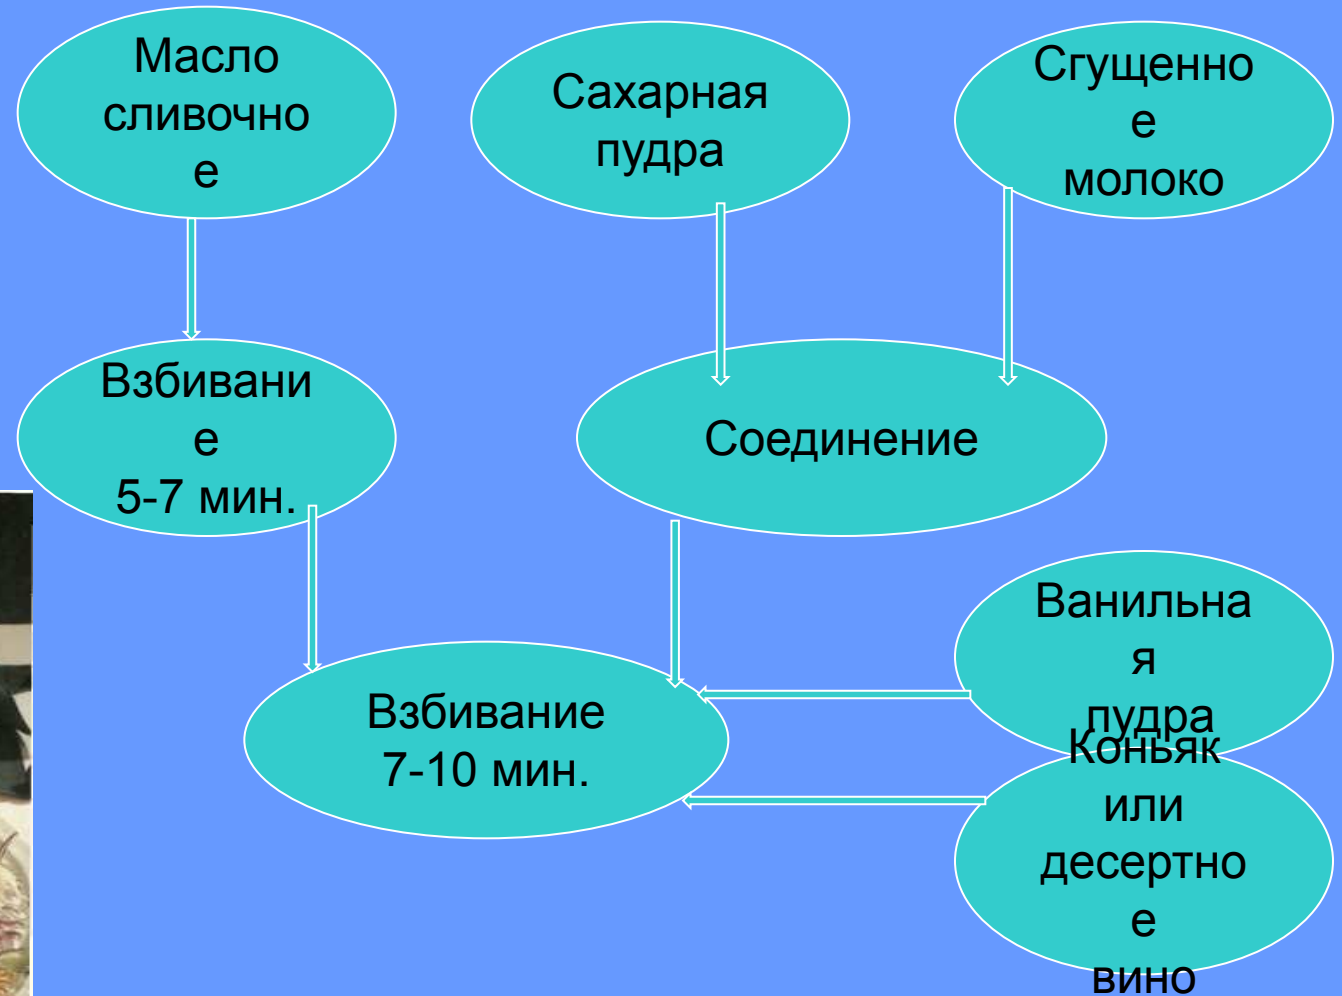 Масло
сливочно
е
Сахарная
пудра
Сгущенно
е
молоко
Взбивани
е
5-7 мин.
Соединение
Взбивание
7-10 мин.
Ванильна
я
пудра
Коньяк
или
десертно
е
вино